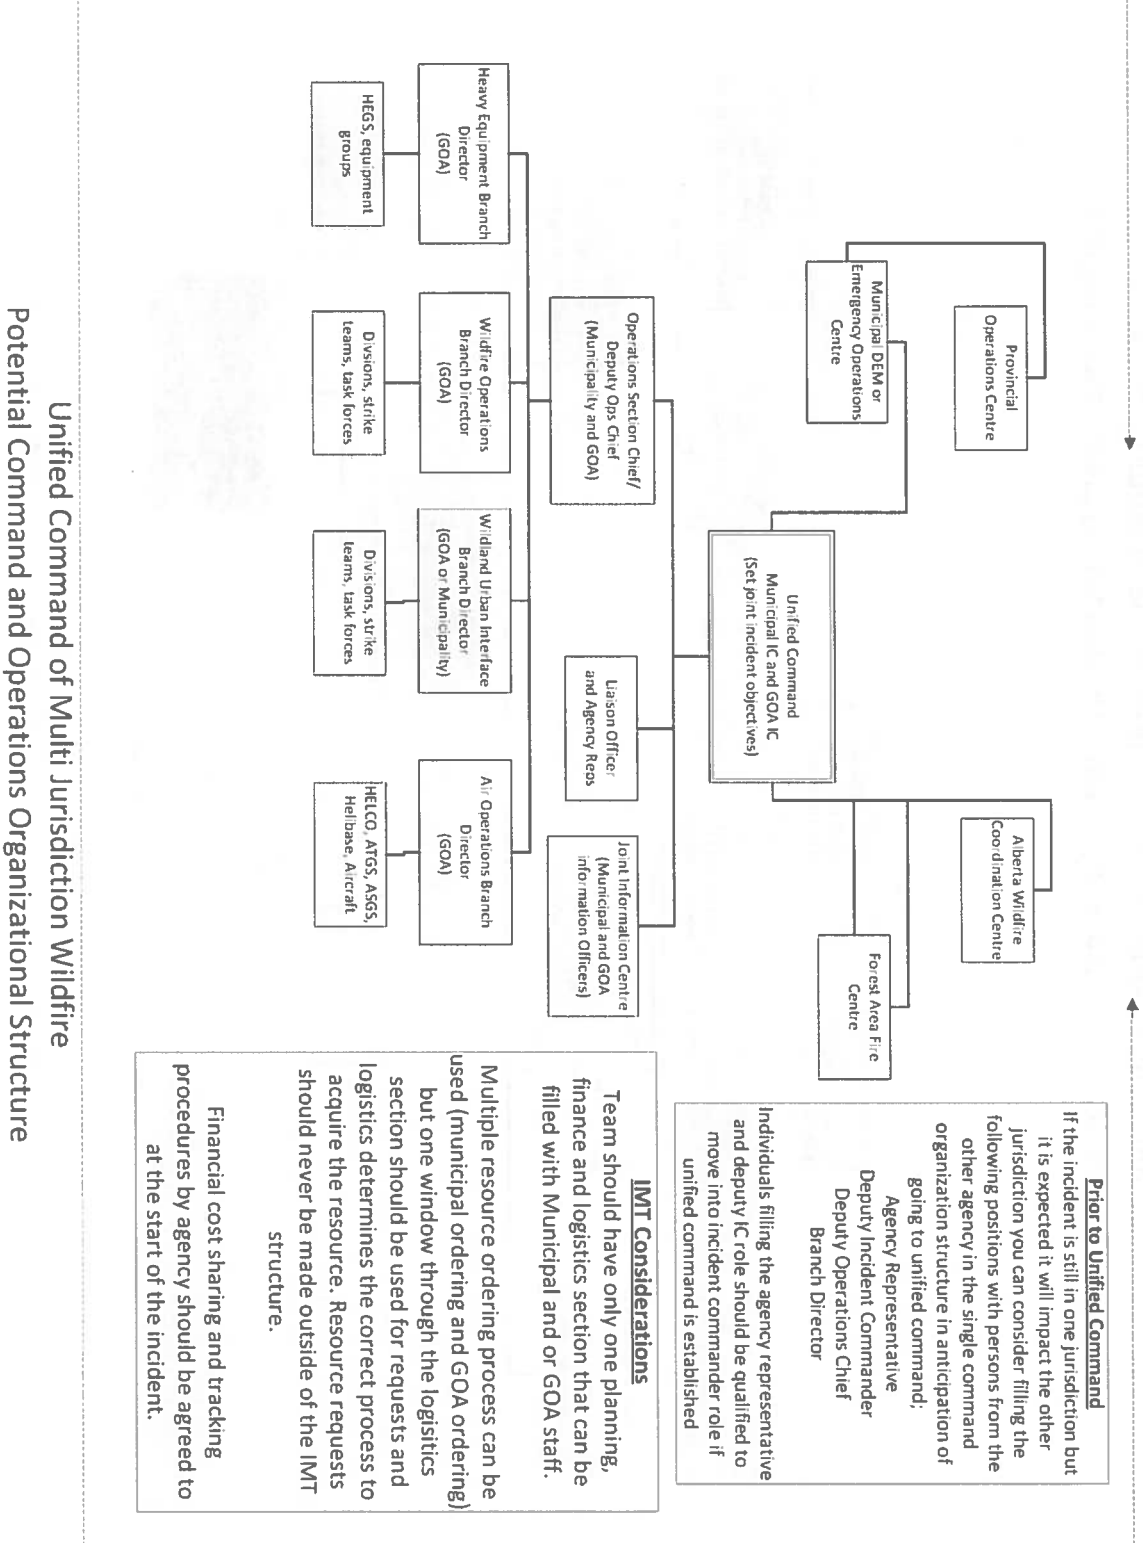 Provincial
Operations Centre
Municipal DEM or
Emergency Operations
Centre
Alberta Wildfire
Coordination Centre
Forest Area Fire
Centre
Unified Command
Municipal IC and GOA IC
(Set joint incident objectives)
Operations Section Chief/
Deputy Ops Chief
(Municipality and GOA)
Liaison Officer
and Agency Reps
Joint Information Centre
(Municipal and GOA
information Officers)
Heavy Equipment Branch
Director
(GOA)
Wildfire Operations
Branch Director
(GOA)
Wildland Urban Interface
Branch Director
(GOA or Municipality)
Air Operations Branch
Director
(GOA)
HEGS, equipment
groups
Divsions, strike
teams, task forces
Divisions, strike
teams, task forces
HELCO, ATGS, ASGS,
Helibase, Aircraft
Prior to Unified Command
If the incident is still in one jurisdiction but
it is expected it will impact the other
jurisdiction you can consider filling the
following positions with persons from the
other agency in the single command
organization structure in anticipation of
going to unified command;
Agency Representative
Deputy Incident Commander
Deputy Operations Chief
Branch Director
Individuals filling the agency representative
and deputy IC role should be qualified to
move into incident commander role if
unified command is established
IMT Considerations
Team should have only one planning,
finance and logistics section that can be
filled with Municipal and or GOA staff.
Multiple resource ordering process can be
used (municipal ordering and GOA ordering)
but one window through the logisitics
section should be used for requests and
logistics determines the correct process to
acquire the resource. Resource requests
should never be made outside of the IMT
structure.
Financial cost sharing and tracking
procedures by agency should be agreed to
at the start of the incident.
Unified Command of Multi Jurisdiction Wildfire
Potential Command and Operations Organizational Structure